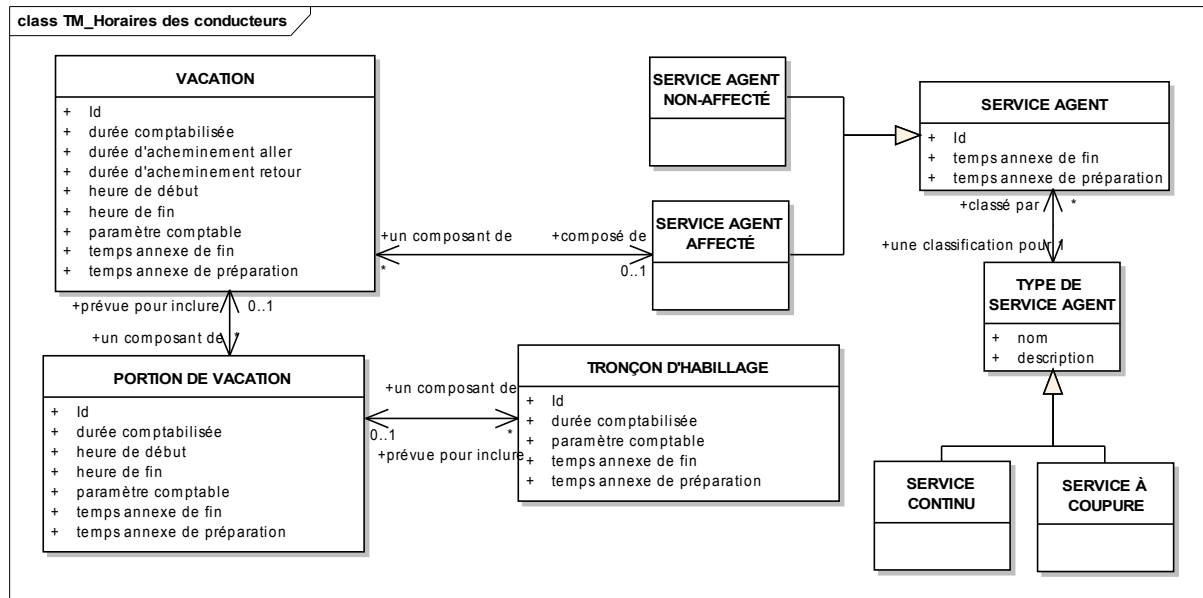 class TM_Horaires des conducteurs
VACATION
+ Id
+ durée comptabilisée
+ durée d'acheminement aller
+ durée d'acheminement retour
+ heure de début
+ heure de fin
+ paramètre comptable
+ temps annexe de fin
+ temps annexe de préparation
SERVICE AGENT
NON-AFFECTÉ
SERVICE AGENT
+ Id
+ temps annexe de fin
+ temps annexe de préparation
+un composant de
*
+composé de
0..1
SERVICE AGENT
AFFECTÉ
+classé par
*
+une classification pour
1
TYPE DE
SERVICE AGENT
+ nom
+ description
+prévue pour inclure
0..1
+un composant de
*
PORTION DE VACATION
+ Id
+ durée comptabilisée
+ heure de début
+ heure de fin
+ paramètre comptable
+ temps annexe de fin
+ temps annexe de préparation
+un composant de
0..1
*
+prévue pour inclure
TRONÇON D'HABILLAGE
+ Id
+ durée comptabilisée
+ paramètre comptable
+ temps annexe de fin
+ temps annexe de préparation
SERVICE
CONTINU
SERVICE À
COUPURE